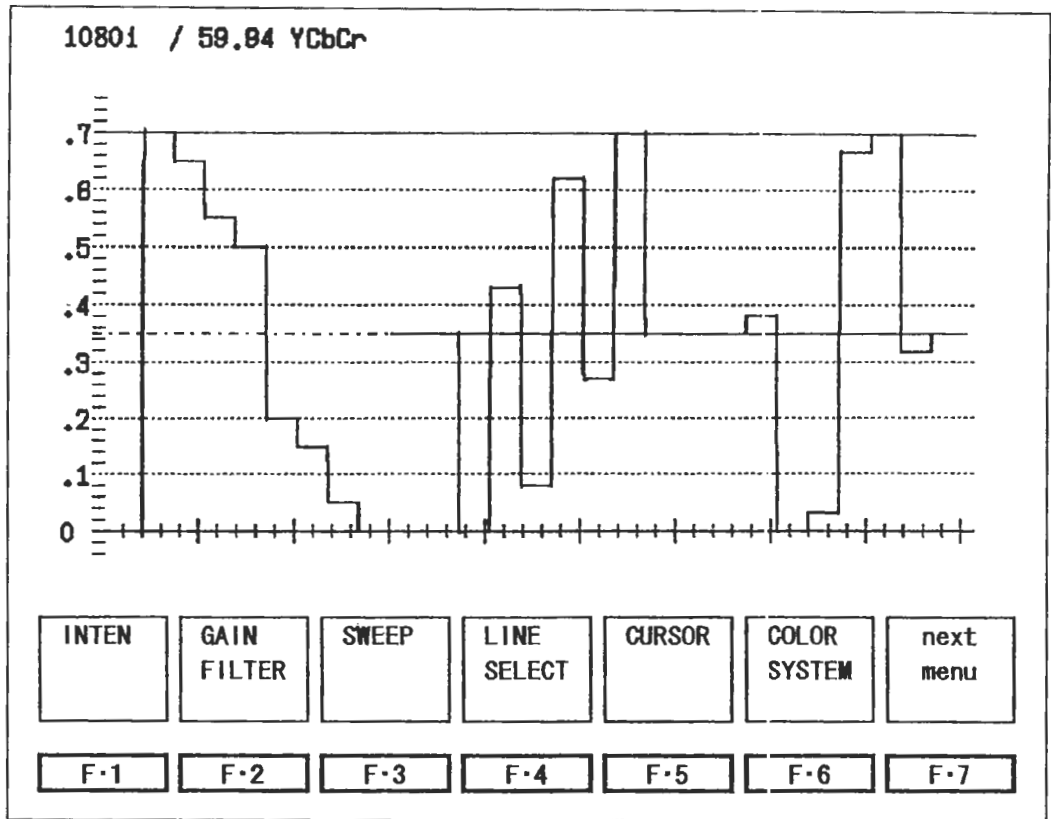 1080i / 59.94 YCbCr
.7
.6
.5
.4
.3
.2
.1
0
INTEN
GAIN
FILTER
SWEEP
LINE
SELECT
CURSOR
COLOR
SYSTEM
next
menu
F·1
F·2
F·3
F·4
F·5
F·6
F·7